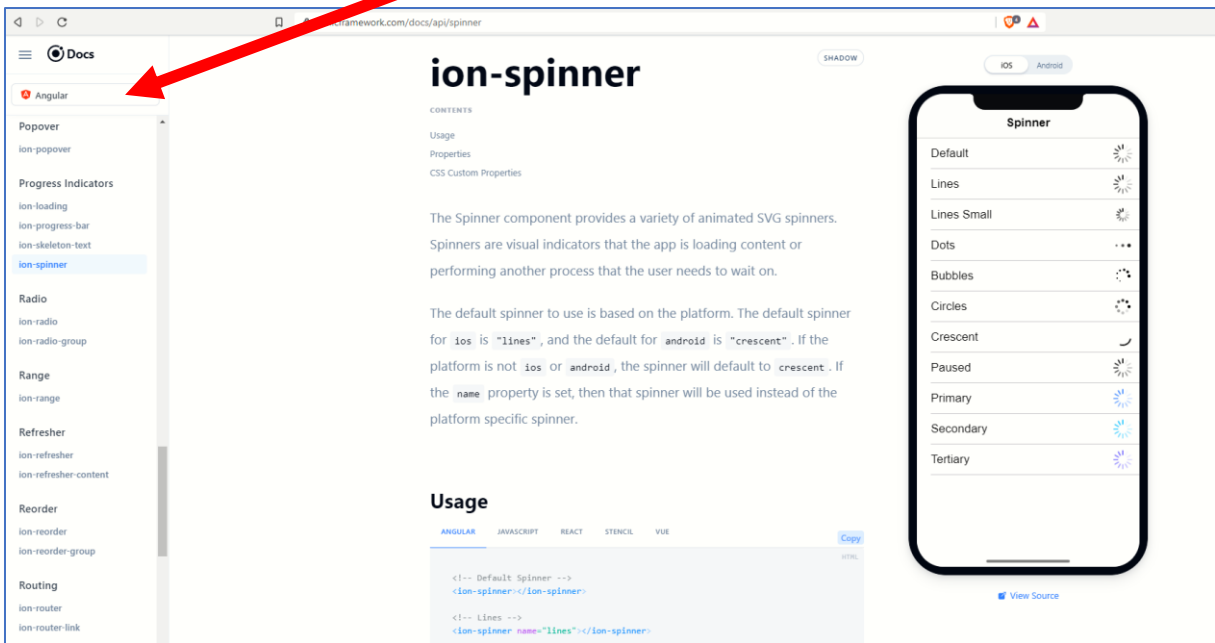 framework.com/docs/api/spinner
Docs
Angular
Popover
ion-popover
Progress Indicators
ion-loading
ion-progress-bar
ion-skeleton-text
ion-spinner
Radio
ion-radio
ion-radio-group
Range
ion-range
Refresher
ion-refresher
ion-refresher-content
Reorder
ion-reorder
ion-reorder-group
Routing
ion-router
ion-router-link
ion-spinner
SHADOW
CONTENTS
Usage
Properties
CSS Custom Properties
The Spinner component provides a variety of animated SVG spinners.
Spinners are visual indicators that the app is loading content or
performing another process that the user needs to wait on.
The default spinner to use is based on the platform. The default spinner
for ios is "lines", and the default for android is "crescent". If the
platform is not ios or android, the spinner will default to crescent. If
the name property is set, then that spinner will be used instead of the
platform specific spinner.
Usage
ANGULAR JAVASCRIPT REACT STENCIL VUE
Copy
HTML
<!-- Default Spinner -->
<ion-spinner></ion-spinner>
<!-- Lines -->
<ion-spinner name="lines"></ion-spinner>
iOS Android
Spinner
Default
Lines
Lines Small
Dots
Bubbles
Circles
Crescent
Paused
Primary
Secondary
Tertiary
View Source